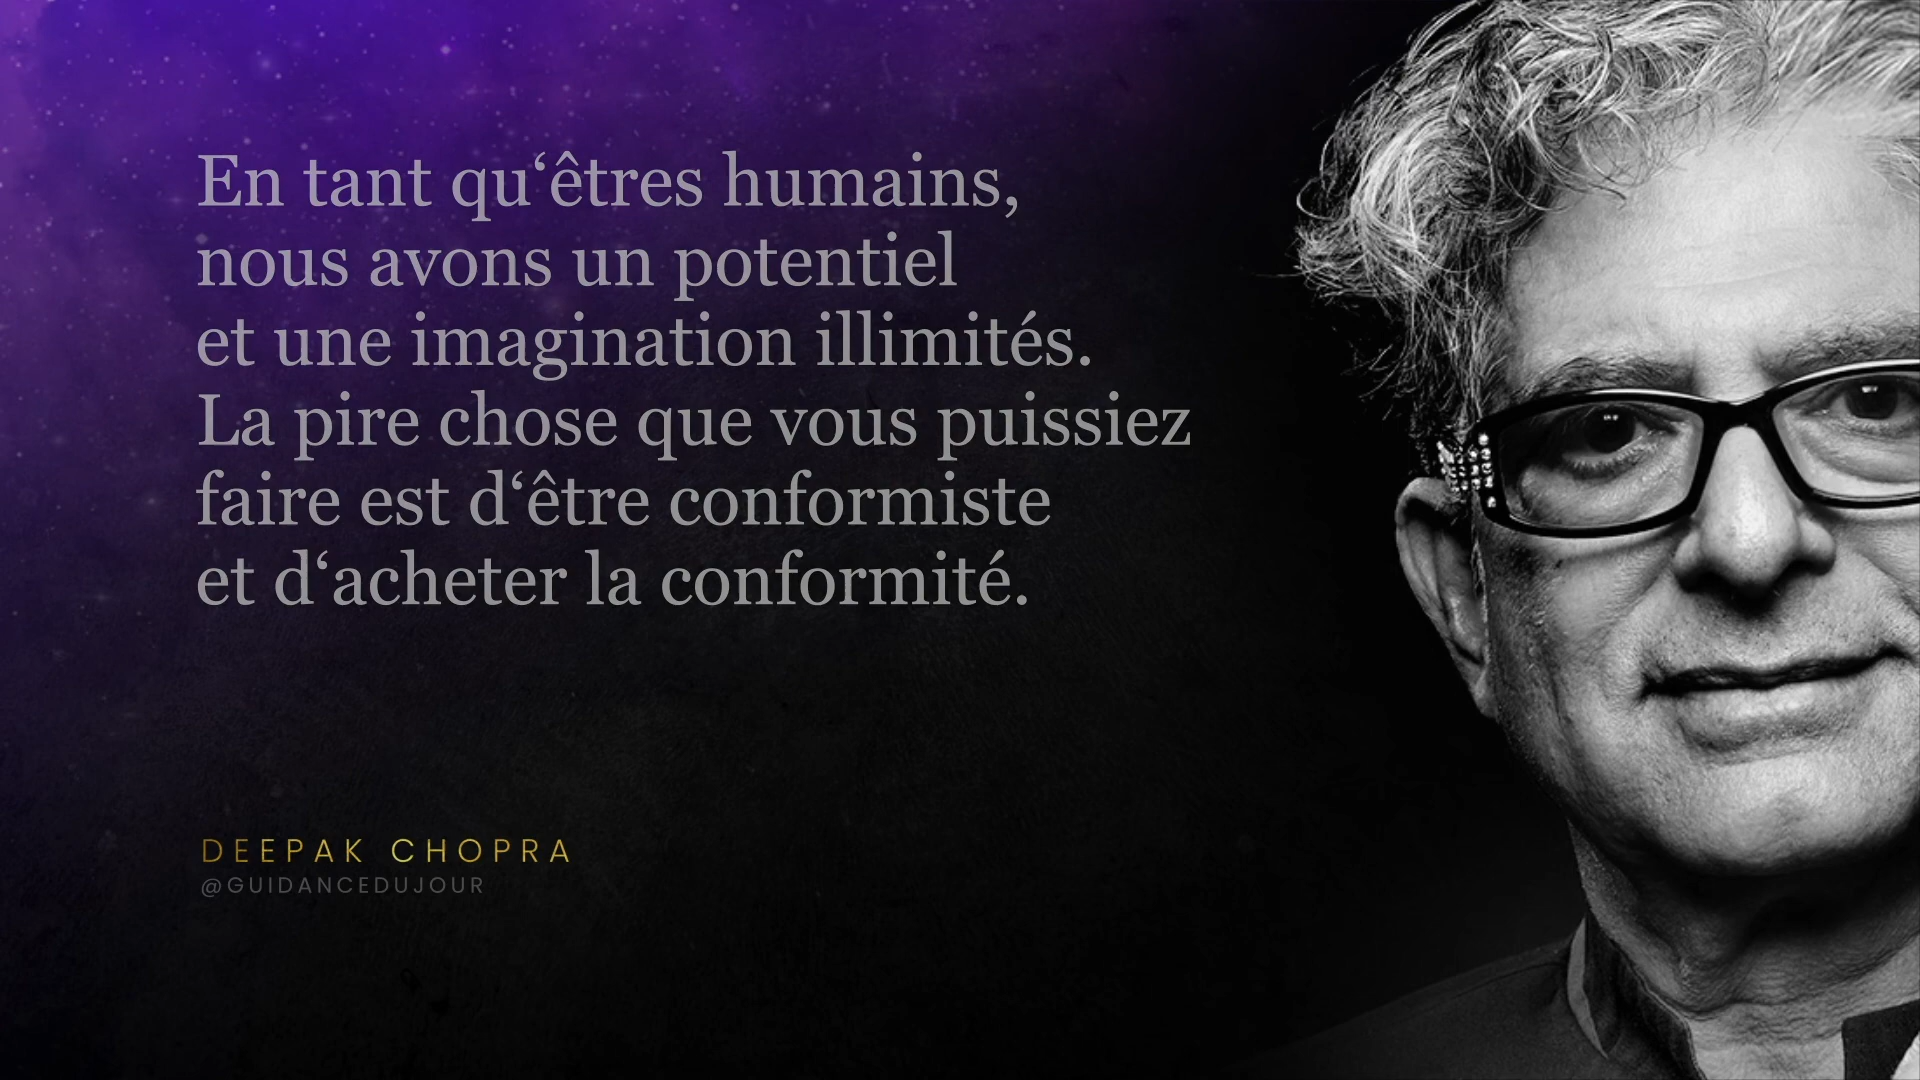 En tant qu‘êtres humains,
nous avons un potentiel
et une imagination illimités.
La pire chose que vous puissiez
faire est d‘être conformiste
et d‘acheter la conformité.
DEEPAK CHOPRA
@GUIDANCEDUJOUR